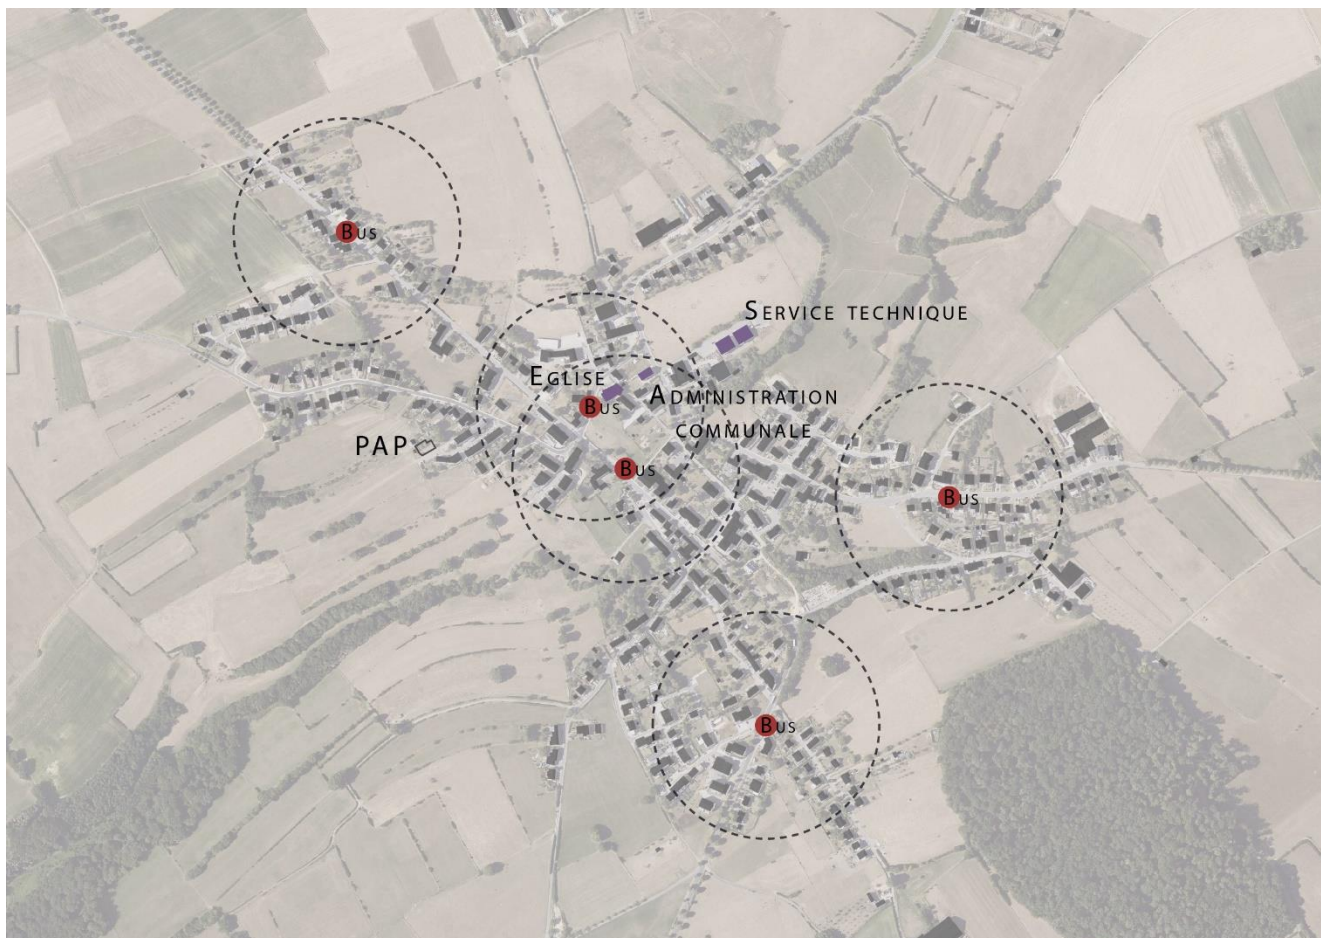 Bus
Service technique
Eglise
Administration
communale
Bus
PAP
Bus
Bus
Bus